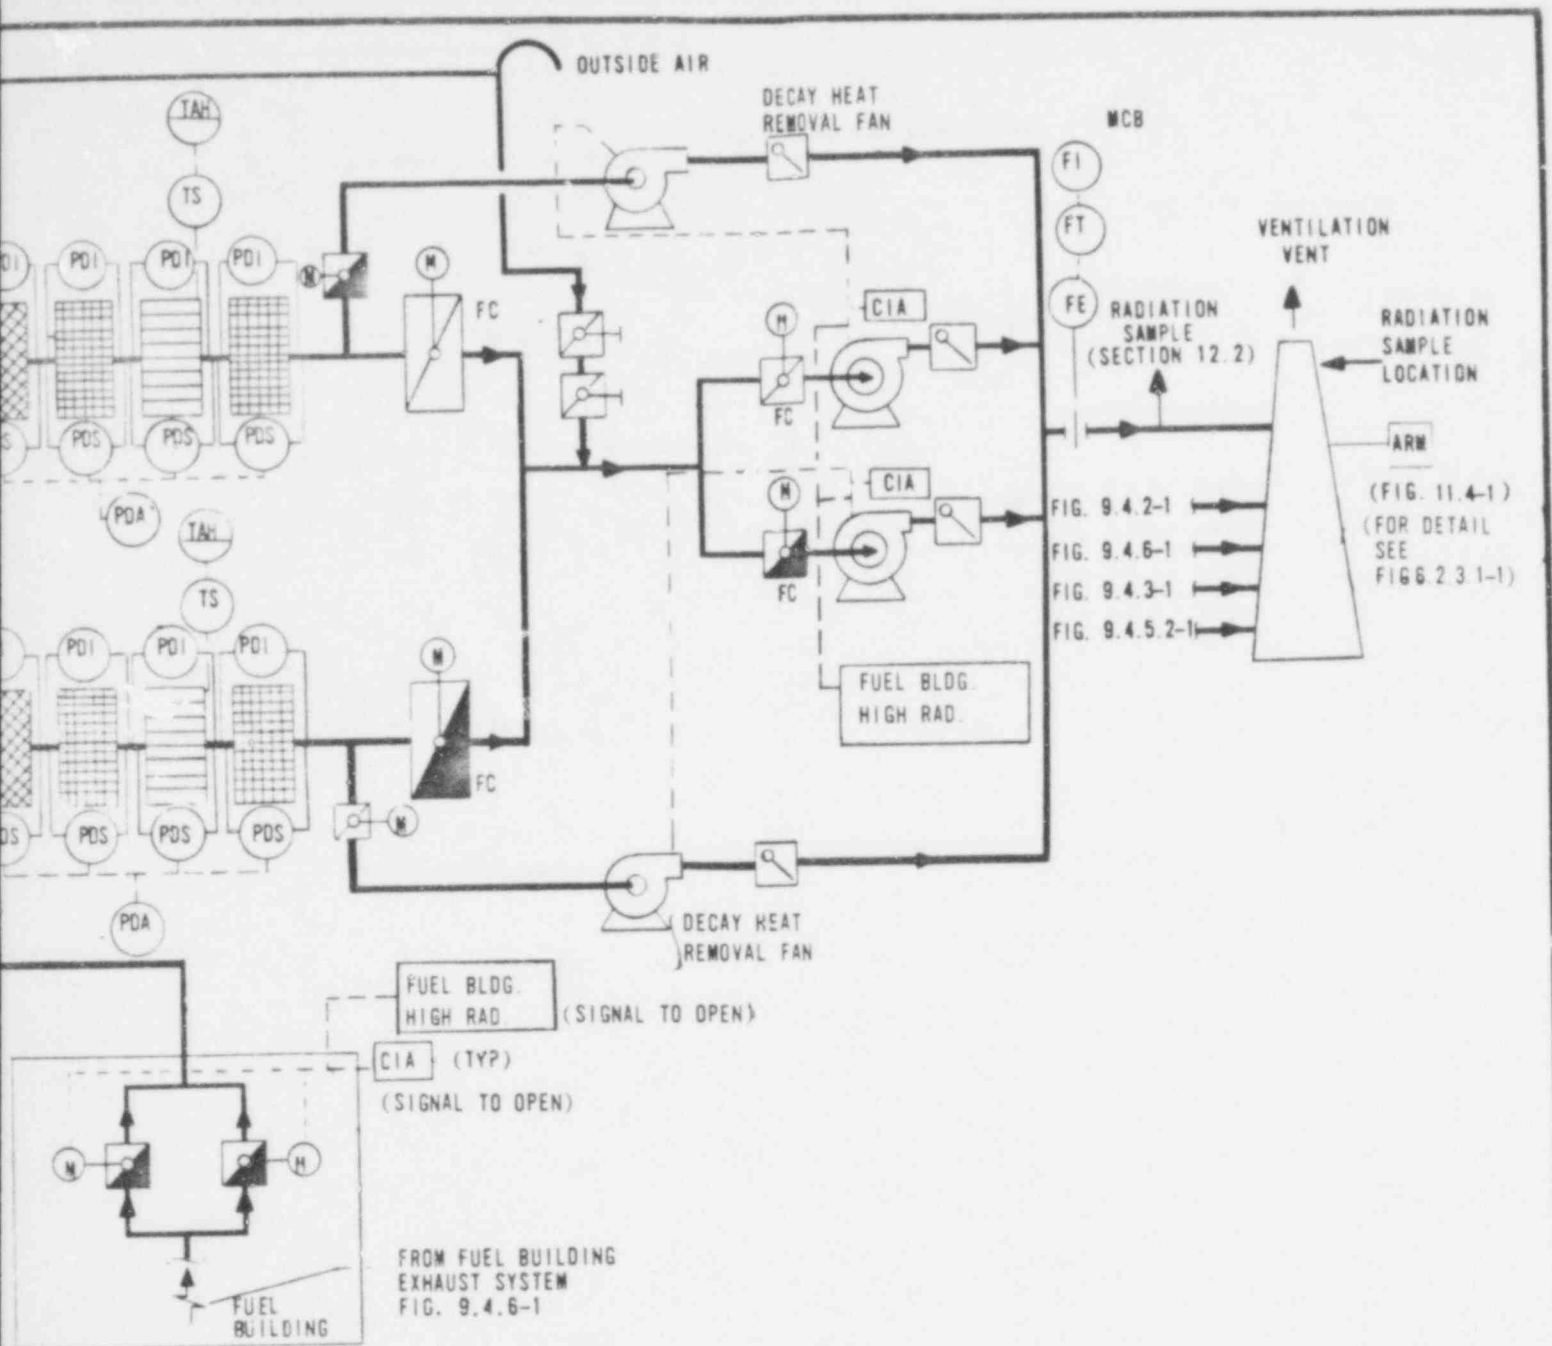 OUTSIDE AIR
DECAY HEAT
REMOVAL FAN
MCB
TAH
FI
TS
FT
VENTILATION
VENT
PDI
PDI
PDI
M
M
FC
FE
CIA
M
RADIATION
SAMPLE
(SECTION 12.2)
RADIATION
SAMPLE
LOCATION
FC
PDS
PDS
PDS
ARM
PDA
TAH
M
CIA
FIG. 9.4.2-1
(FIG. 11.4-1)
(FOR DETAIL
SEE
FIG6.2.3.1-1)
FIG. 9.4.6-1
TS
FC
FIG. 9.4.3-1
FIG. 9.4.5.2-1
PDI
PDI
PDI
M
FUEL BLDG.
HIGH RAD.
FC
PDS
PDS
PDS
M
PDA
DECAY HEAT
REMOVAL FAN
FUEL BLDG.
HIGH RAD.
(SIGNAL TO OPEN)
CIA
(TYP)
(SIGNAL TO OPEN)
M
M
FROM FUEL BUILDING
EXHAUST SYSTEM
FIG. 9.4.6-1
FUEL
BUILDING